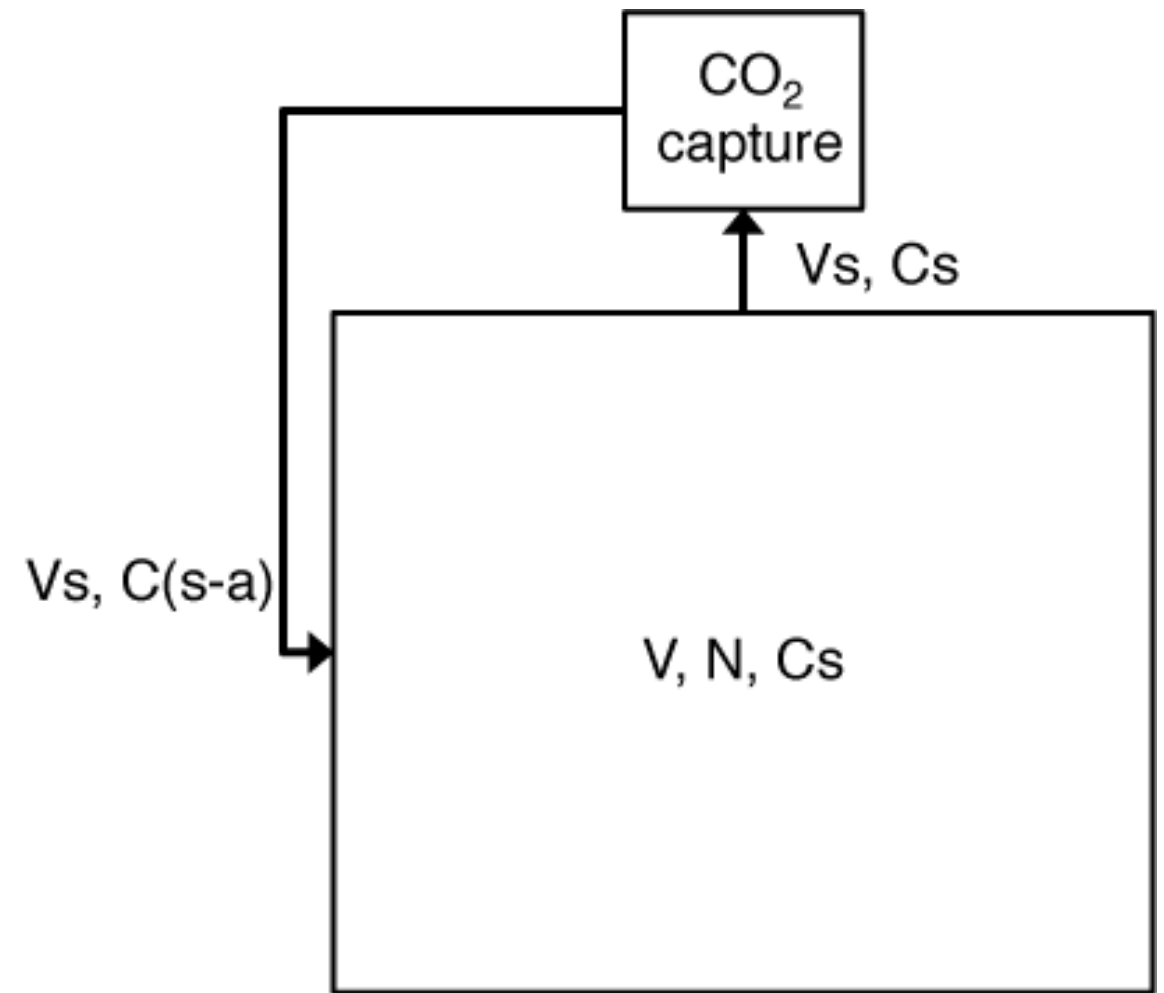 CO₂
capture
Vs, Cs
Vs, C(s-a)
V, N, Cs